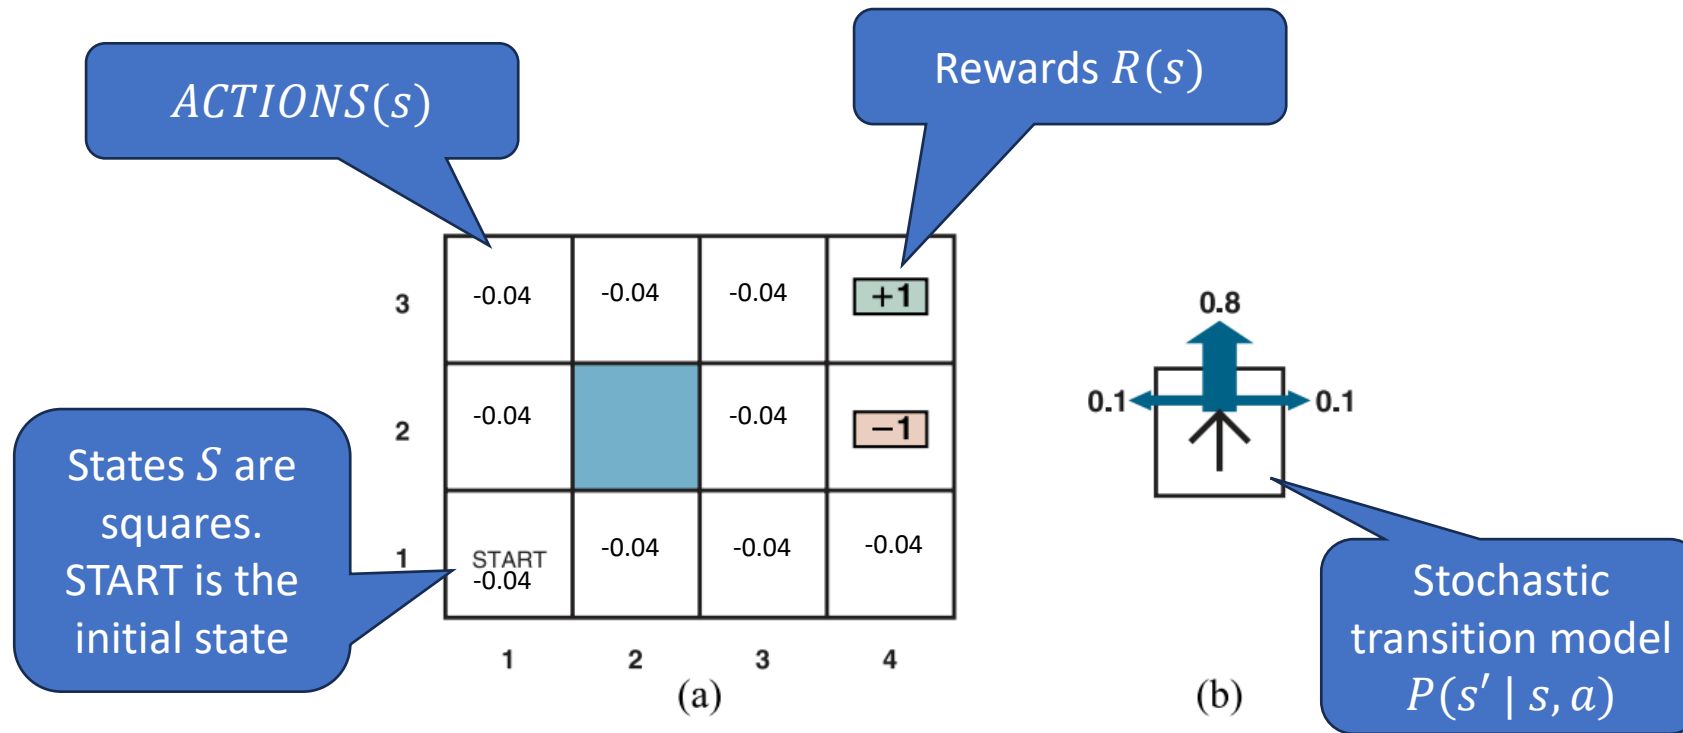 ACTIONS(s)
Rewards R(s)
States S are
squares.
START is the
initial state
3
-0.04
-0.04
-0.04
+1
2
-0.04
-0.04
−1
1
START
-0.04
-0.04
-0.04
-0.04
1
2
3
4
(a)
0.8
0.1
0.1
(b)
Stochastic
transition model
P(s′ | s, a)